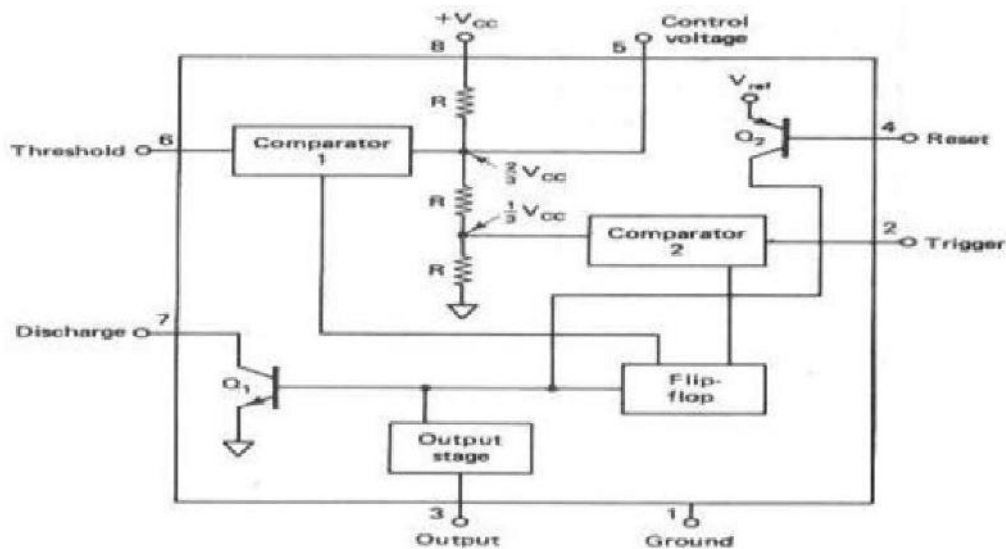 +VCC
8
5
Control
voltage
R
Vref
Threshold
6
Comparator
1
Q2
4
Reset
2/3 VCC
R
1/3 VCC
Comparator
2
2
Trigger
R
Discharge
7
Q1
Flip-
flop
Output
stage
3
Output
1
Ground